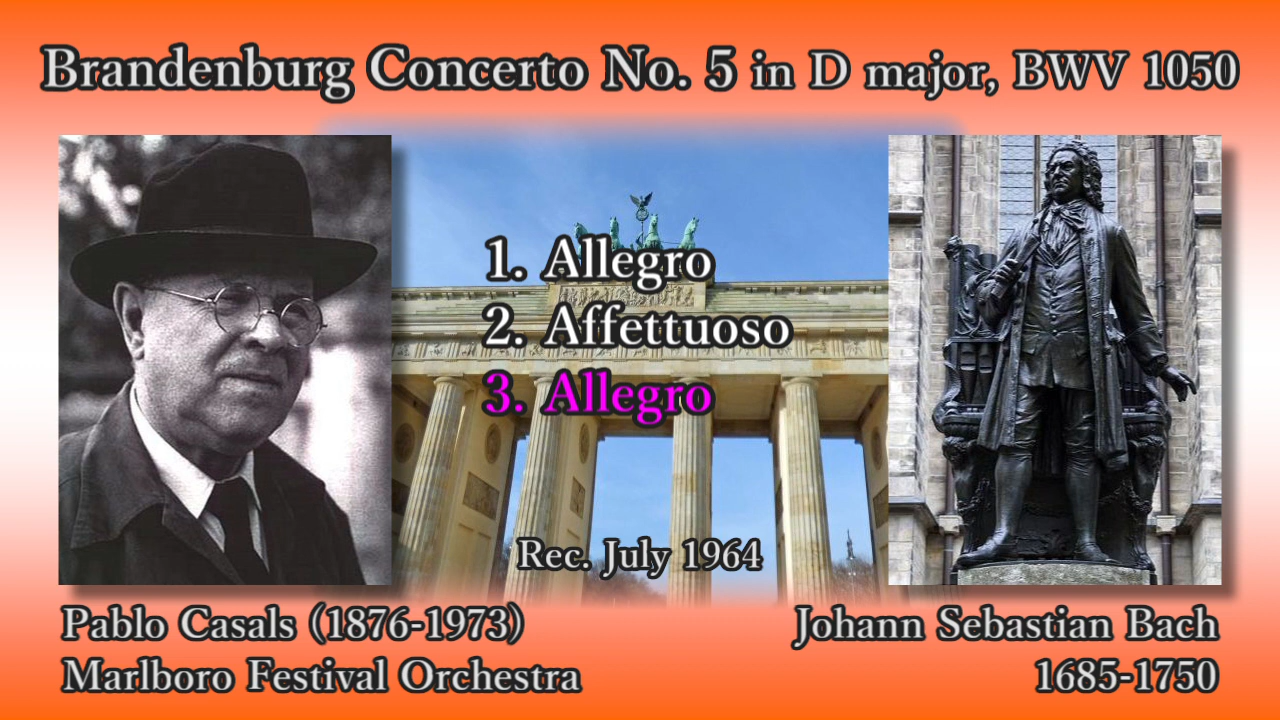 Brandenburg Concerto No. 5 in D major, BWV 1050
1. Allegro
2. Affettuoso
3. Allegro
Rec. July 1964
Pablo Casals (1876-1973)
Marlboro Festival Orchestra
Johann Sebastian Bach
1685-1750